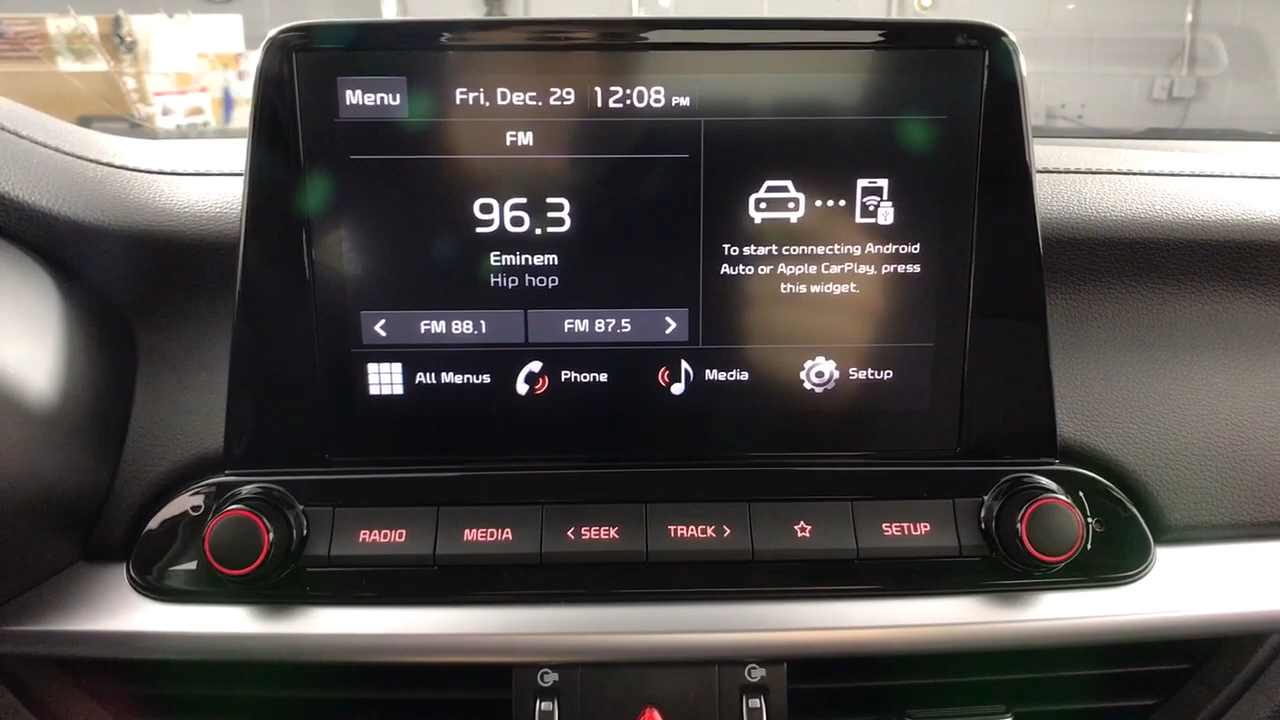 Menu
Fri, Dec. 29 12:08 PM
FM
96.3
Eminem
Hip hop
< FM 88.1
FM 87.5 >
To start connecting Android
Auto or Apple CarPlay, press
this widget.
All Menus
Phone
Media
Setup
RADIO
MEDIA
< SEEK
TRACK >
SETUP